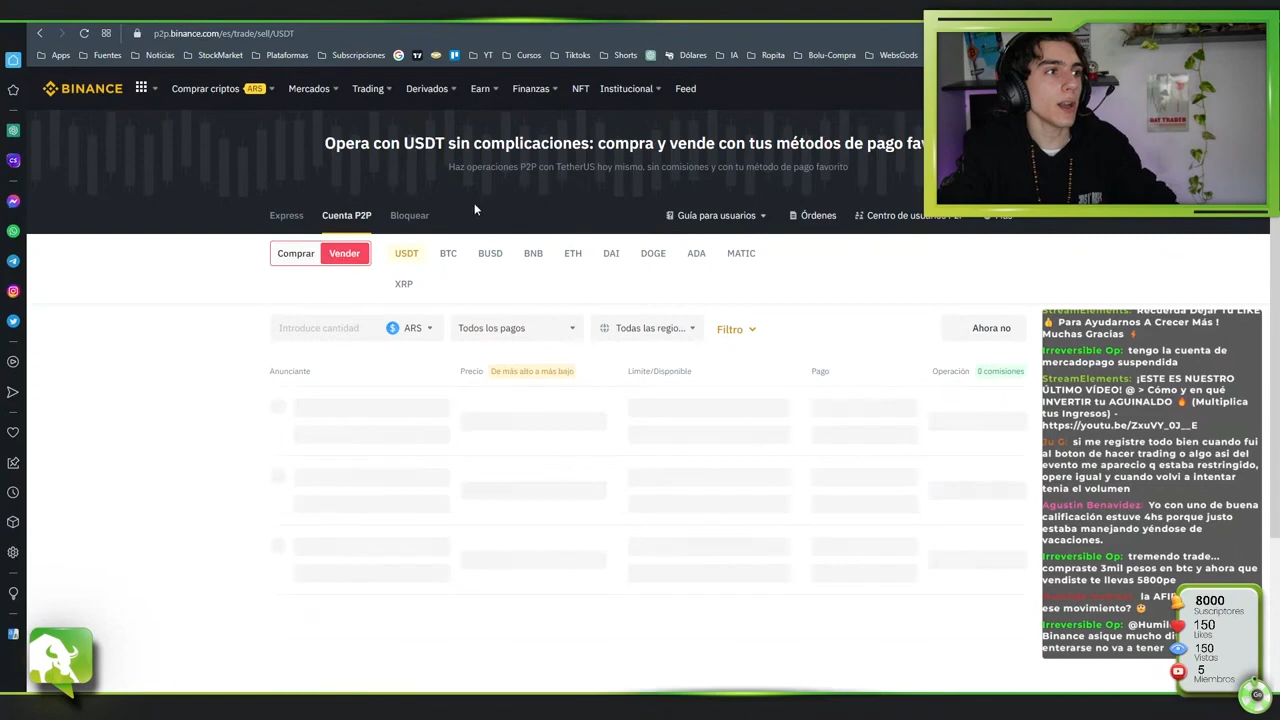 p2p.binance.com/es/trade/sell/USDT
Apps Fuentes Noticias StockMarket Plataformas Subscripciones YT Cursos Tiktoks Shorts Dólares IA Ropita Bolu-Compra WebsGods
BINANCE Comprar criptos ARS Mercados Trading Derivados Earn Finanzas NFT Institucional Feed
Opera con USDT sin complicaciones: compra y vende con tus métodos de pago fav
Haz operaciones P2P con TetherUS hoy mismo, sin comisiones y con tu método de pago favorito
Express Cuenta P2P Bloquear Guía para usuarios Órdenes Centro de usuarios P2P Más
Comprar Vender USDT BTC BUSD BNB ETH DAI DOGE ADA MATIC
XRP
Introduce cantidad $ ARS Todos los pagos Todas las regio... Filtro Ahora no
Anunciante Precio De más alto a más bajo Límite/Disponible Pago Operación 0 comisiones
StreamElements: Recuerda Dejar Tu LIKE
Para Ayudarnos A Crecer Más !
Muchas Gracias
Irreversible Op: tengo la cuenta de
mercadopago suspendida
StreamElements: ¡ESTE ES NUESTRO
ÚLTIMO VÍDEO! @ > Cómo y en qué
INVERTIR tu AGUINALDO 🔥 (Multiplica
tus Ingresos) -
https://youtu.be/ZxuVY_0J__E
Ju G: si me registre todo bien cuando fui
al boton de hacer trading o algo asi del
evento me aparecio q estaba restringido,
opere igual y cuando volvi a intentar
tenia el volumen
Agustin Benavidez: Yo con uno de buena
calificación estuve 4hs porque justo
estaba manejando yéndose de
vacaciones.
Irreversible Op: tremendo trade...
compraste 3mil pesos en btc y ahora que
vendiste te llevas 5800pe
la AFIP
ese movimiento?
Irreversible Op: @Humil
Binance asique mucho di
enterarse no va a tener
8000
Suscriptores
150
Likes
150
Vistas
5
Miembros
DAY TRADER
Go